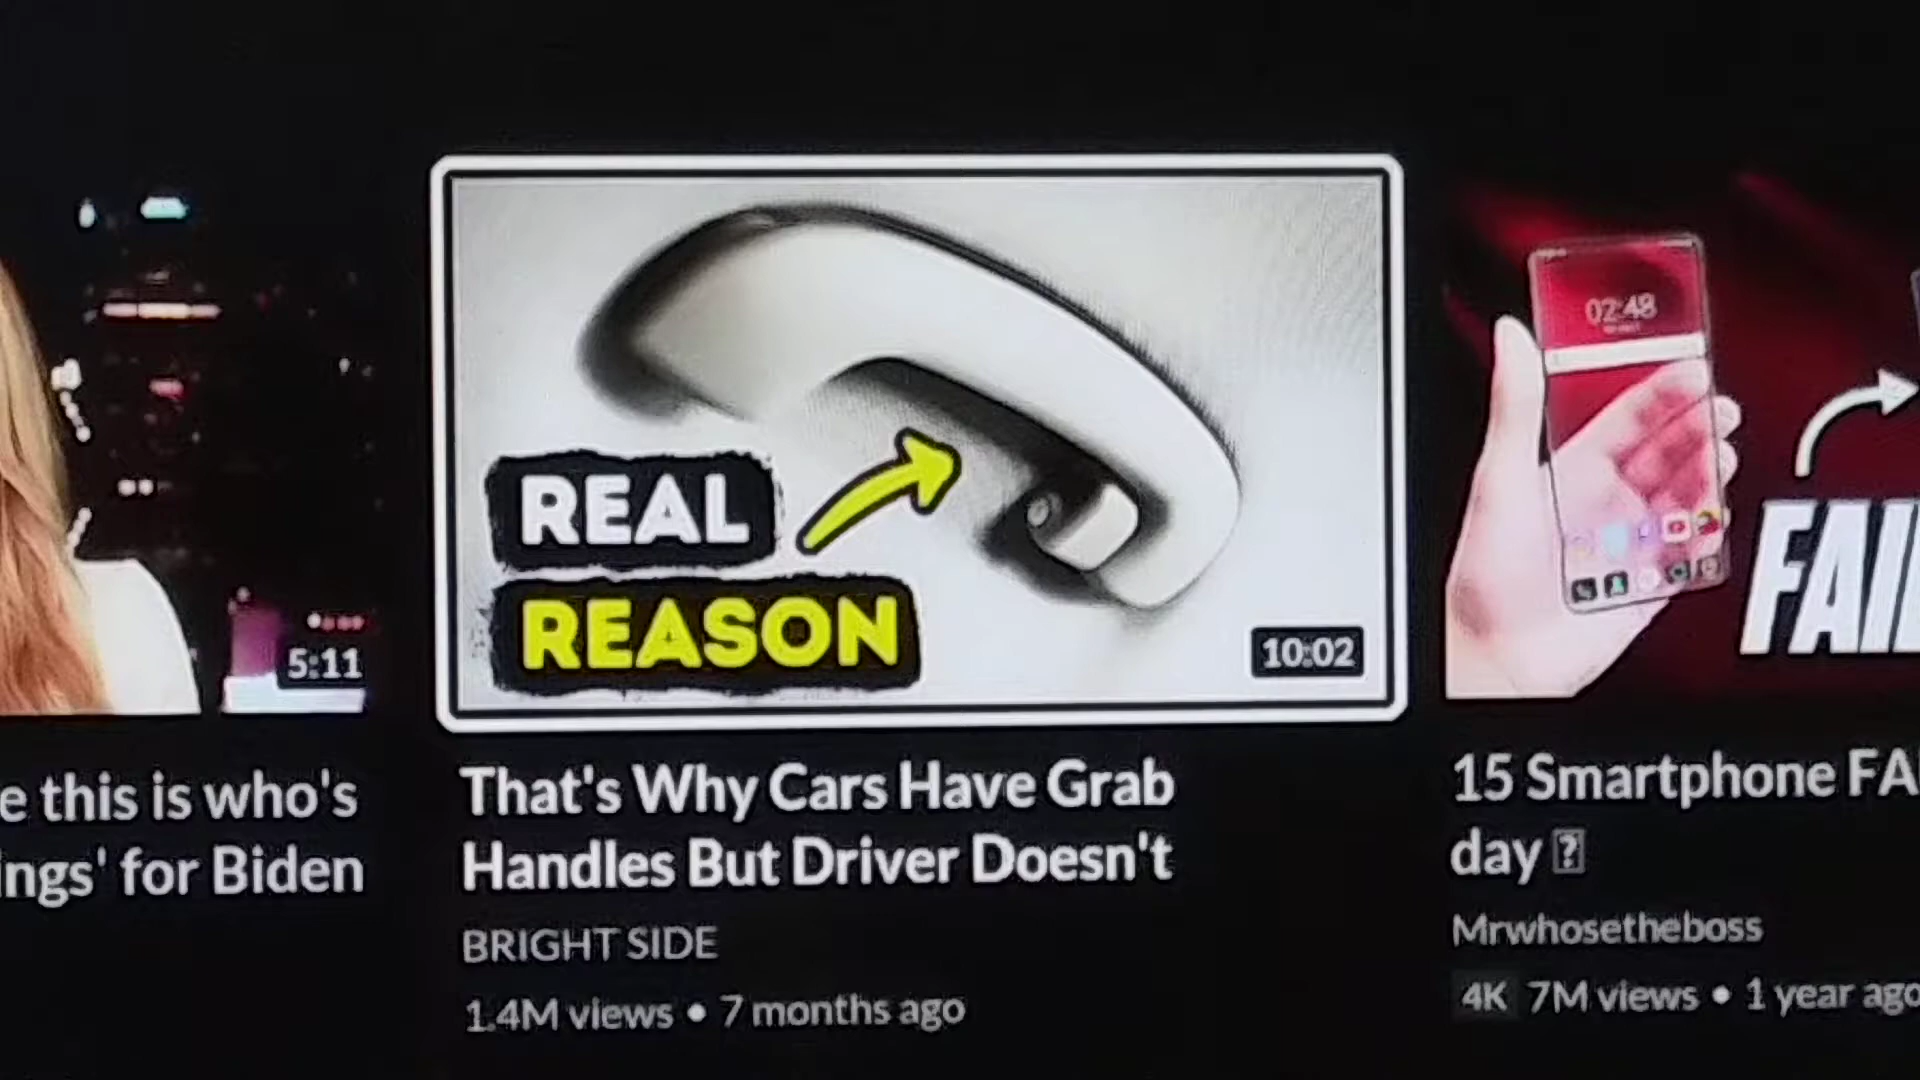 5:11
e this is who's
ings' for Biden
REAL
REASON
10:02
That's Why Cars Have Grab
Handles But Driver Doesn't
BRIGHT SIDE
1.4M views • 7 months ago
02:48
FAI
15 Smartphone FA
day
Mrwhosetheboss
4K 7M views • 1 year ago